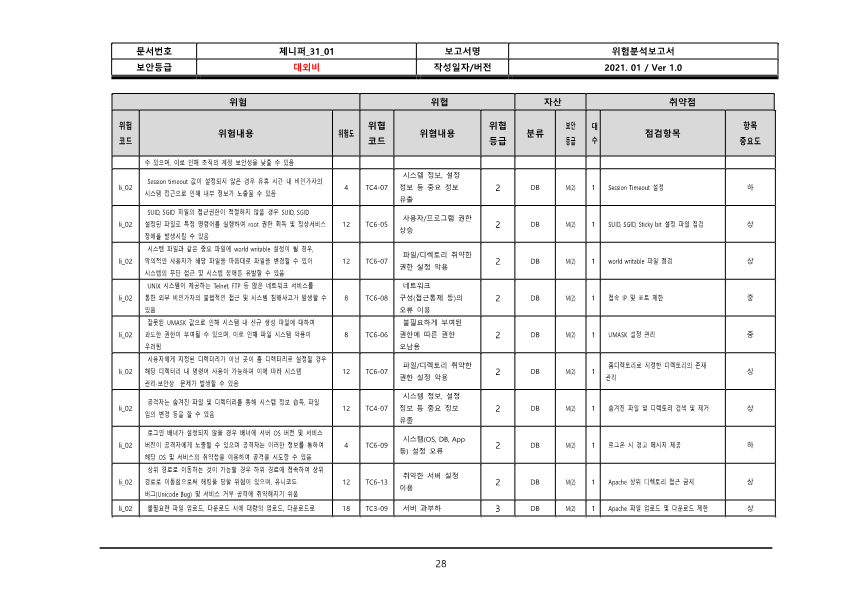 문서번호 제니퍼_31_01 보고서명 위험분석보고서
보안등급 대외비 작성일자/버전 2021. 01 / Ver 1.0
위험 위협 자산 취약점
위험 코드 위험내용 위험도 위협 코드 위협내용 위협 등급 분류 보안 등급 대수 점검항목 항목 중요도
수 있으며, 이로 인해 조직의 계정 보안성을 낮출 수 있음
li_02 Session timeout 값이 설정되지 않은 경우 유휴 시간 내 비인가자의 4 TC4-07 시스템 정보, 설정 2 DB M(2) 1 Session Timeout 설정 하
시스템 접근으로 인해 내부 정보가 노출될 수 있음 정보 등 중요 정보
유출
li_02 SUID, SGID 파일의 접근권한이 적절하지 않을 경우 SUID, SGID 12 TC6-05 사용자/프로그램 권한 2 DB M(2) 1 SUID, SGID, Sticky bit 설정 파일 점검 상
설정된 파일로 특정 명령어를 실행하여 root 권한 획득 및 정상서비스 상승
장애를 발생시킬 수 있음
li_02 시스템 파일과 같은 중요 파일에 world writable 설정이 될 경우, 12 TC6-07 파일/디렉토리 취약한 2 DB M(2) 1 world writable 파일 점검 상
악의적인 사용자가 해당 파일을 마음대로 파일을 변경할 수 있어 권한 설정 악용
시스템의 무단 접근 및 시스템 장애를 유발할 수 있음
li_02 UNIX 시스템이 제공하는 Telnet, FTP 등 많은 네트워크 서비스를 8 TC6-08 네트워크 2 DB M(2) 1 접속 IP 및 포트 제한 중
통한 외부 비인가자의 불법적인 접근 및 시스템 침해사고가 발생할 수 구성(접근통제 등)의
있음 오류 이용
li_02 잘못된 UMASK 값으로 인해 시스템 내 신규 생성 파일에 대하여 8 TC6-06 불필요하게 부여된 2 DB M(2) 1 UMASK 설정 관리 중
과도한 권한이 부여될 수 있으며, 이로 인해 파일 시스템 악용이 권한에 따른 권한
우려됨 오남용
li_02 사용자에게 지정된 디렉터리가 아닌 곳이 홈 디렉터리로 설정될 경우 12 TC6-07 파일/디렉토리 취약한 2 DB M(2) 1 홈디렉토리로 지정한 디렉토리의 존재 상
해당 디렉터리 내 명령어 사용이 가능하며 이에 따라 시스템 권한 설정 악용 관리
관리·보안상 문제가 발생할 수 있음
li_02 공격자는 숨겨진 파일 및 디렉터리를 통해 시스템 정보 습득, 파일 12 TC4-07 시스템 정보, 설정 2 DB M(2) 1 숨겨진 파일 및 디렉토리 검색 및 제거 상
임의 변경 등을 할 수 있음 정보 등 중요 정보
유출
li_02 로그인 배너가 설정되지 않을 경우 배너에 서버 OS 버전 및 서비스 4 TC6-09 시스템(OS, DB, App 2 DB M(2) 1 로그온 시 경고 메시지 제공 하
버전이 공격자에게 노출될 수 있으며 공격자는 이러한 정보를 통하여 등) 설정 오류
해당 OS 및 서비스의 취약점을 이용하여 공격을 시도할 수 있음
li_02 상위 경로로 이동하는 것이 가능할 경우 하위 경로에 접속하여 상위 12 TC6-13 취약한 서버 설정 2 DB M(2) 1 Apache 상위 디렉토리 접근 금지 상
경로로 이동함으로써 해킹을 당할 위험이 있으며, 유니코드 이용
버그(Unicode Bug) 및 서비스 거부 공격에 취약해지기 쉬움
li_02 불필요한 파일 업로드, 다운로드 시에 대량의 업로드, 다운로드로 18 TC3-09 서버 과부하 3 DB M(2) 1 Apache 파일 업로드 및 다운로드 제한 상
28